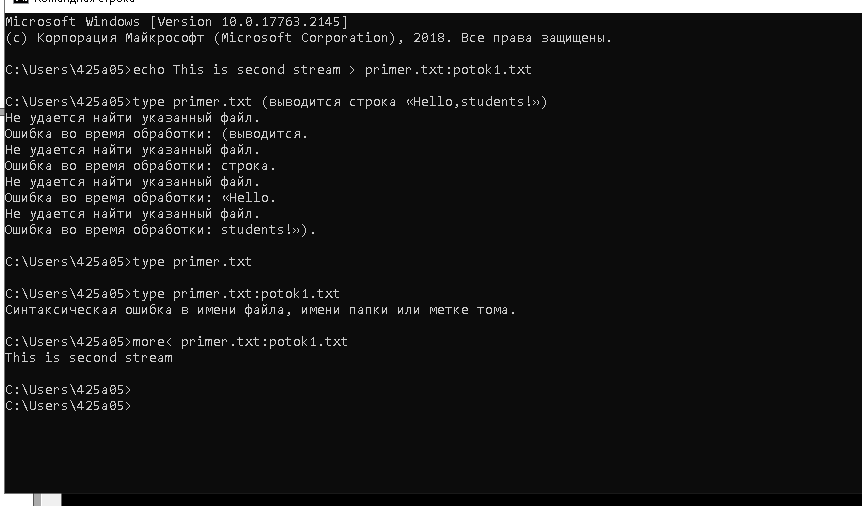 Командная строка
Microsoft Windows [Version 10.0.17763.2145]
(c) Корпорация Майкрософт (Microsoft Corporation), 2018. Все права защищены.
C:\Users\425a05>echo This is second stream > primer.txt:potok1.txt
C:\Users\425a05>type primer.txt (выводится строка «Hello,students!»)
Не удается найти указанный файл.
Ошибка во время обработки: (выводится.
Не удается найти указанный файл.
Ошибка во время обработки: строка.
Не удается найти указанный файл.
Ошибка во время обработки: «Hello.
Не удается найти указанный файл.
Ошибка во время обработки: students!»).
C:\Users\425a05>type primer.txt
C:\Users\425a05>type primer.txt:potok1.txt
Синтаксическая ошибка в имени файла, имени папки или метке тома.
C:\Users\425a05>more< primer.txt:potok1.txt
This is second stream
C:\Users\425a05>
C:\Users\425a05>